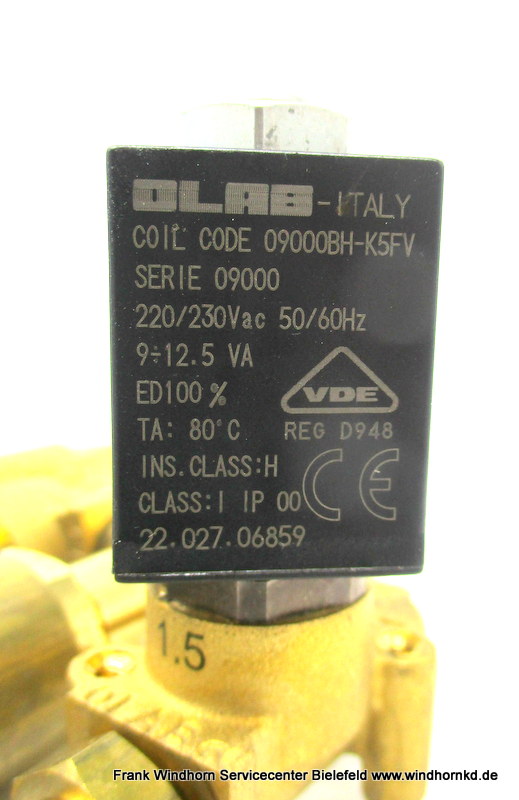 OLAB - ITALY
COIL CODE 09000BH-K5FV
SERIE 09000
220/230Vac 50/60Hz
9÷12.5 VA
ED100 %
VDE
TA: 80°C REG D948
INS.CLASS:H
CLASS:I IP 00 CE
22.027.06859
1.5
Frank Windhorn Servicecenter Bielefeld www.windhornkd.de